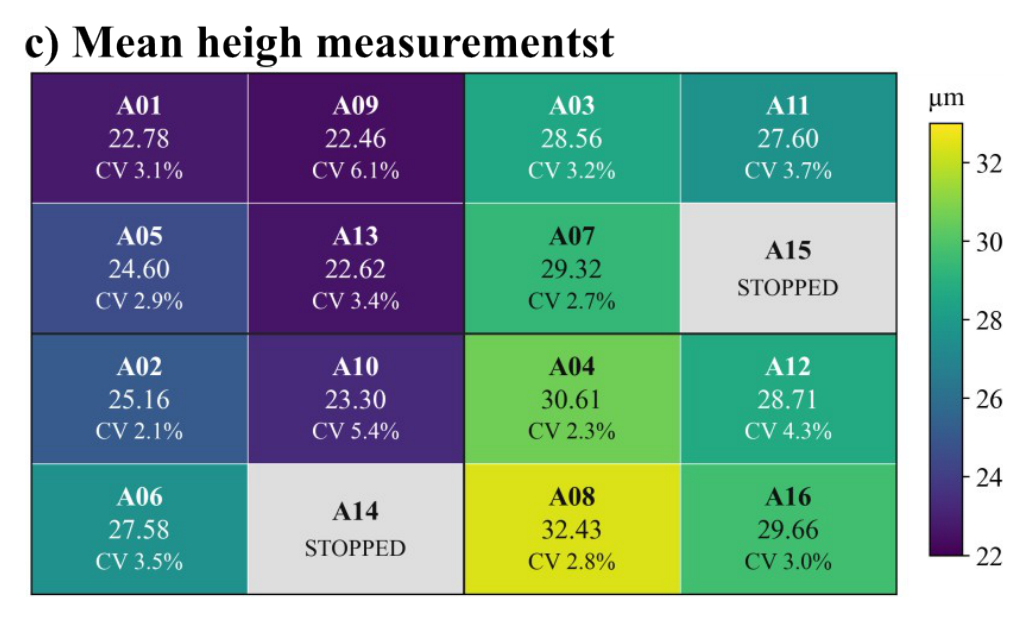 c) Mean heigh measurementst
A01
22.78
CV 3.1%
A09
22.46
CV 6.1%
A03
28.56
CV 3.2%
A11
27.60
CV 3.7%
A05
24.60
CV 2.9%
A13
22.62
CV 3.4%
A07
29.32
CV 2.7%
A15
STOPPED
A02
25.16
CV 2.1%
A10
23.30
CV 5.4%
A04
30.61
CV 2.3%
A12
28.71
CV 4.3%
A06
27.58
CV 3.5%
A14
STOPPED
A08
32.43
CV 2.8%
A16
29.66
CV 3.0%
µm
32
30
28
26
24
22